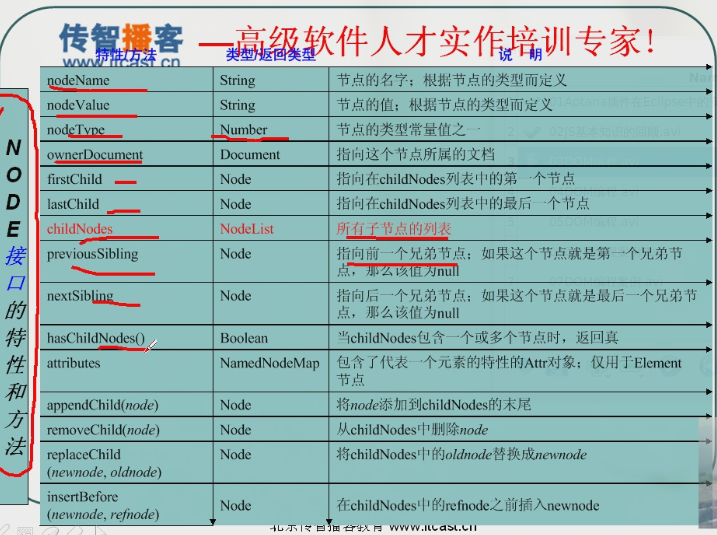 传智播客 —高级软件人才实作培训专家!
www.itcast.cn
特性/方法 类型/返回类型 说 明
NODE接口的特性和方法
nodeName String 节点的名字；根据节点的类型而定义
nodeValue String 节点的值；根据节点的类型而定义
nodeType Number 节点的类型常量值之一
ownerDocument Document 指向这个节点所属的文档
firstChild Node 指向在childNodes列表中的第一个节点
lastChild Node 指向在childNodes列表中的最后一个节点
childNodes NodeList 所有子节点的列表
previousSibling Node 指向前一个兄弟节点；如果这个节点就是第一个兄弟节
点，那么该值为null
nextSibling Node 指向后一个兄弟节点；如果这个节点就是最后一个兄弟节
点，那么该值为null
hasChildNodes() Boolean 当childNodes包含一个或多个节点时，返回真
attributes NamedNodeMap 包含了代表一个元素的特性的Attr对象；仅用于Element
节点
appendChild(node) Node 将node添加到childNodes的末尾
removeChild(node) Node 从childNodes中删除node
replaceChild Node 将childNodes中的oldnode替换成newnode
(newnode, oldnode)
insertBefore
(newnode, refnode) Node 在childNodes中的refnode之前插入newnode
北京传智播客教育 www.itcast.cn